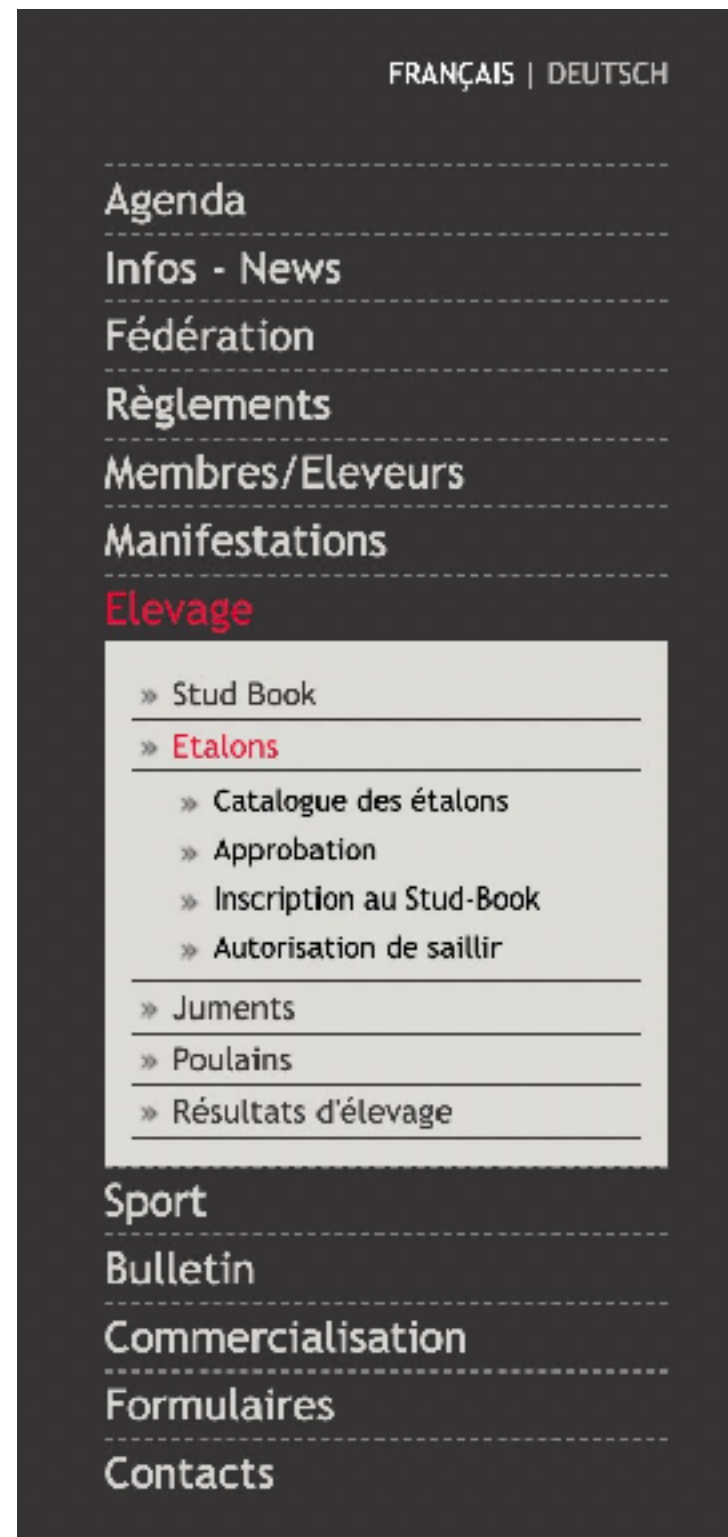 FRANÇAIS | DEUTSCH
Agenda
Infos - News
Fédération
Règlements
Membres/Eleveurs
Manifestations
Elevage
» Stud Book
» Etalons
» Catalogue des étalons
» Approbation
» Inscription au Stud-Book
» Autorisation de saillir
» Juments
» Poulains
» Résultats d'élevage
Sport
Bulletin
Commercialisation
Formulaires
Contacts